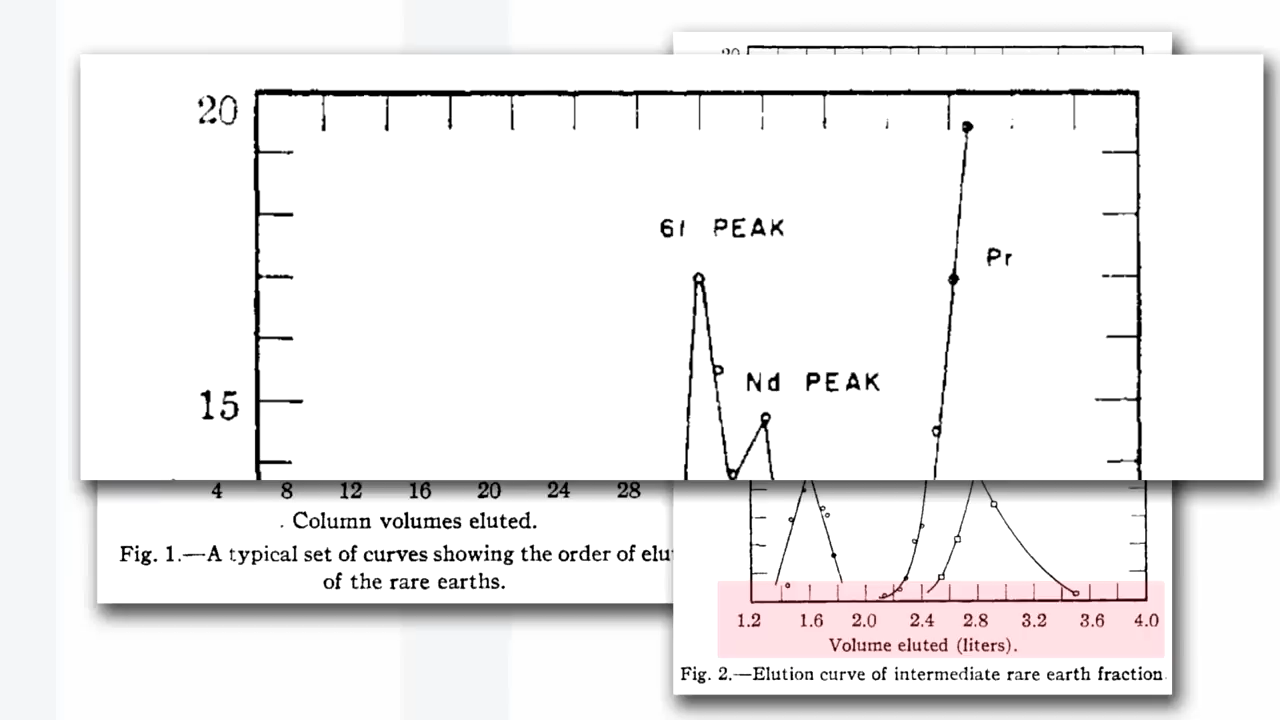 20
20
61 PEAK
Pr
Nd PEAK
15
4 8 12 16 20 24 28
. Column volumes eluted.
Fig. 1.—A typical set of curves showing the order of elu
of the rare earths.
1.2 1.6 2.0 2.4 2.8 3.2 3.6 4.0
Volume eluted (liters).
Fig. 2.—Elution curve of intermediate rare earth fraction